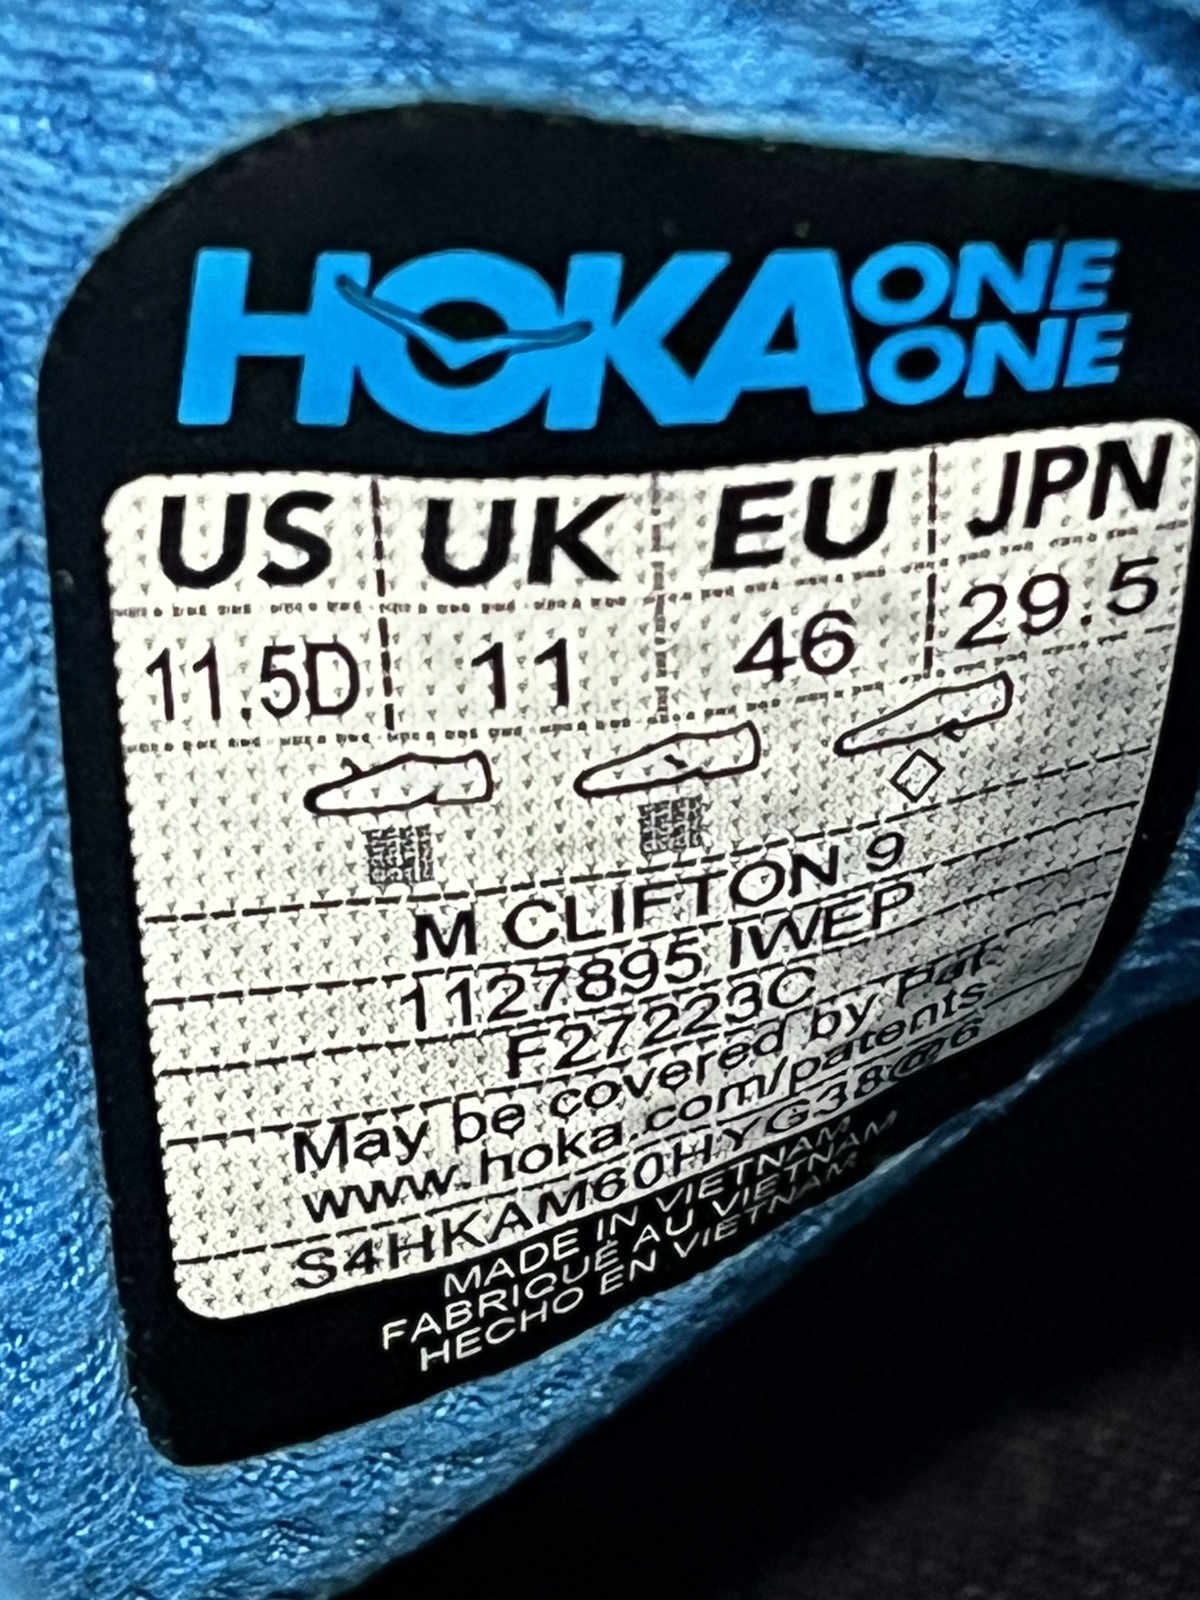 HOKA ONE ONE
US UK EU JPN
11.5D 11 46 29.5
M CLIFTON 9
1127895 IWEP
F27223C
May be covered by Pat.
www.hoka.com/patents
S4HKAM60HYG38@6
MADE IN VIETNAM
FABRIQUÉ AU VIETNAM
HECHO EN VIETNAM